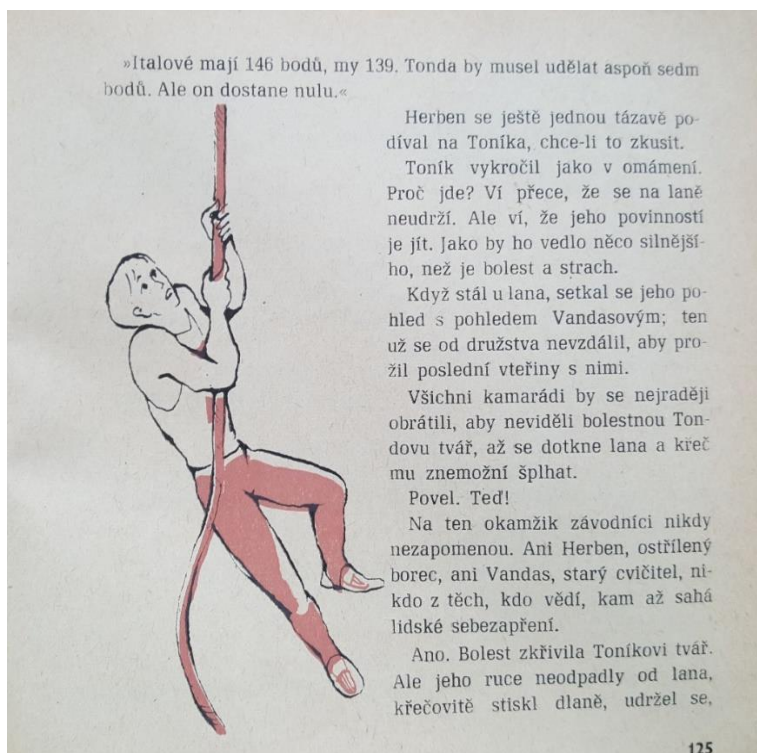 »Italové mají 146 bodů, my 139. Tonda by musel udělat aspoň sedm
bodů. Ale on dostane nulu.«
Herben se ještě jednou tázavě po-
díval na Toníka, chce-li to zkusit.
Toník vykročil jako v omámení.
Proč jde? Ví přece, že se na laně
neudrží. Ale ví, že jeho povinností
je jít. Jako by ho vedlo něco silnější-
ho, než je bolest a strach.
Když stál u lana, setkal se jeho po-
hled s pohledem Vandasovým; ten
už se od družstva nevzdálil, aby pro-
žil poslední vteřiny s nimi.
Všichni kamarádi by se nejraději
obrátili, aby neviděli bolestnou Ton-
dovu tvář, až se dotkne lana a křeč
mu znemožní šplhat.
Povel. Teď!
Na ten okamžik závodníci nikdy
nezapomenou. Ani Herben, ostřílený
borec, ani Vandas, starý cvičitel, ni-
kdo z těch, kdo vědí, kam až sahá
lidské sebezapření.
Ano. Bolest zkřivila Toníkovi tvář.
Ale jeho ruce neodpadly od lana,
křečovitě stiskl dlaně, udržel se,
125